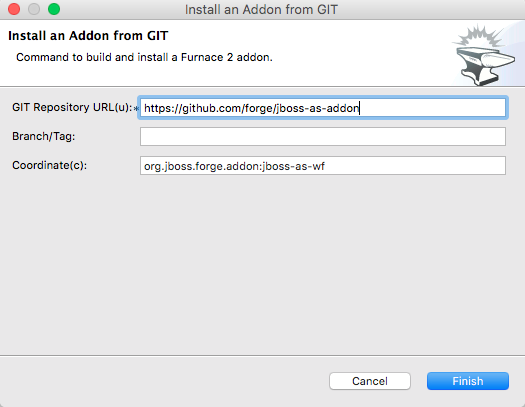 Install an Addon from GIT
Install an Addon from GIT
Command to build and install a Furnace 2 addon.
GIT Repository URL(u):* https://github.com/forge/jboss-as-addon
Branch/Tag:
Coordinate(c): org.jboss.forge.addon:jboss-as-wf
Cancel Finish